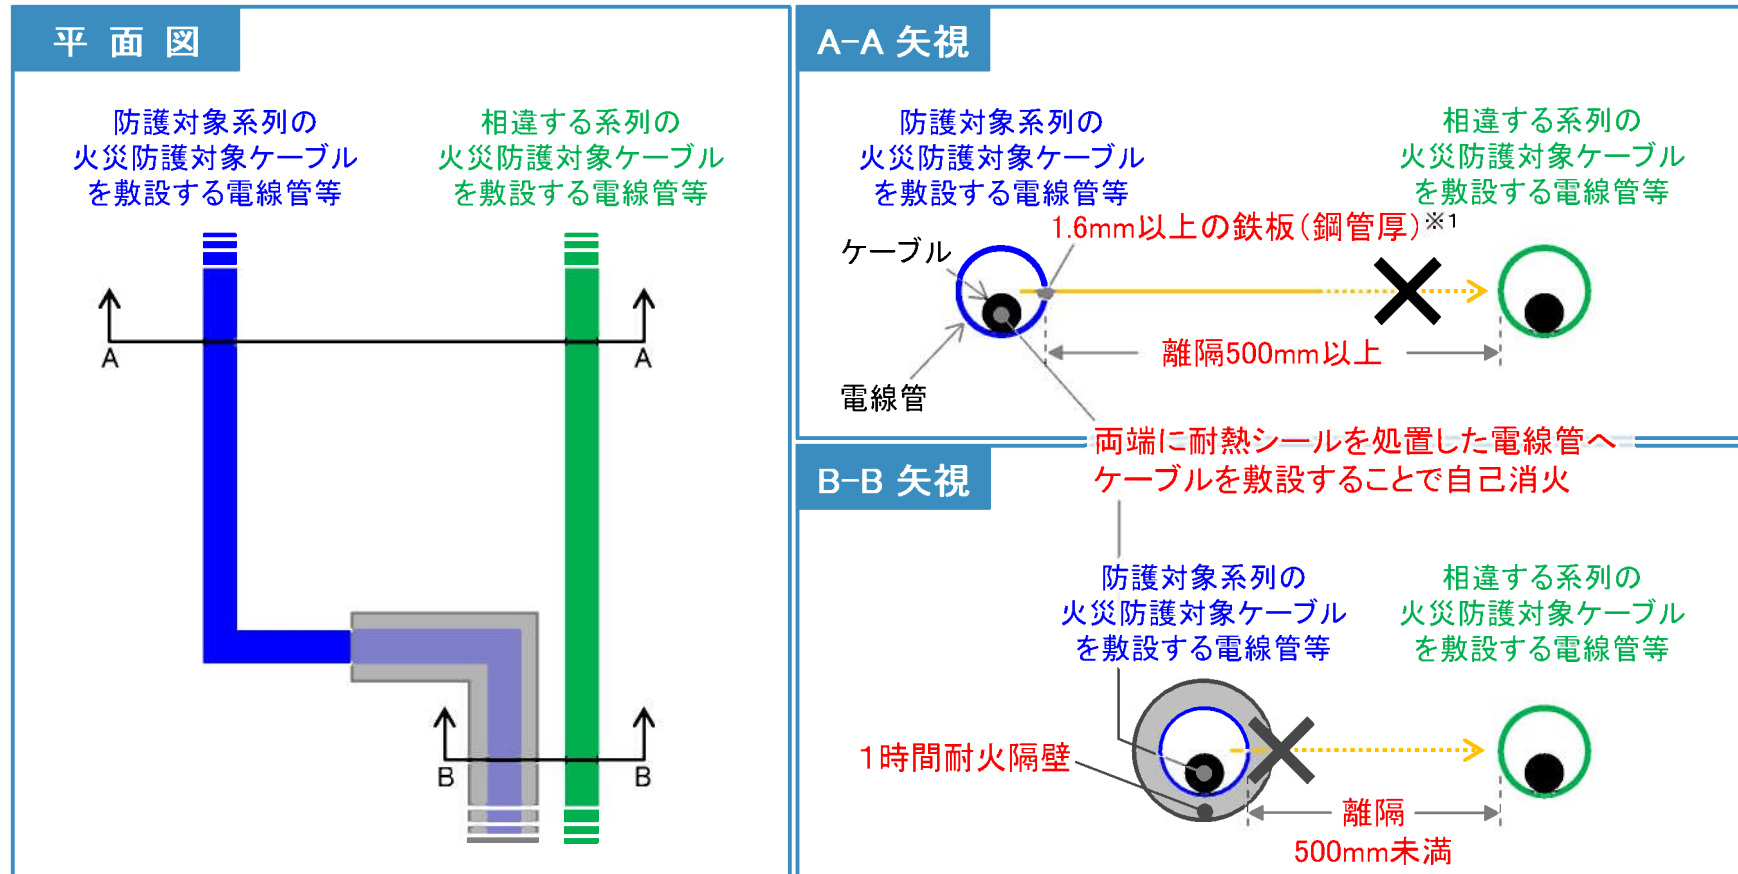 平面図
防護対象系列の
火災防護対象ケーブル
を敷設する電線管等
相違する系列の
火災防護対象ケーブル
を敷設する電線管等
A
A
B
B
A-A 矢視
防護対象系列の
火災防護対象ケーブル
を敷設する電線管等
相違する系列の
火災防護対象ケーブル
を敷設する電線管等
1.6mm以上の鉄板(鋼管厚)※1
ケーブル
離隔500mm以上
電線管
両端に耐熱シールを処置した電線管へ
ケーブルを敷設することで自己消火
B-B 矢視
防護対象系列の
火災防護対象ケーブル
を敷設する電線管等
相違する系列の
火災防護対象ケーブル
を敷設する電線管等
1時間耐火隔壁
離隔
500mm未満